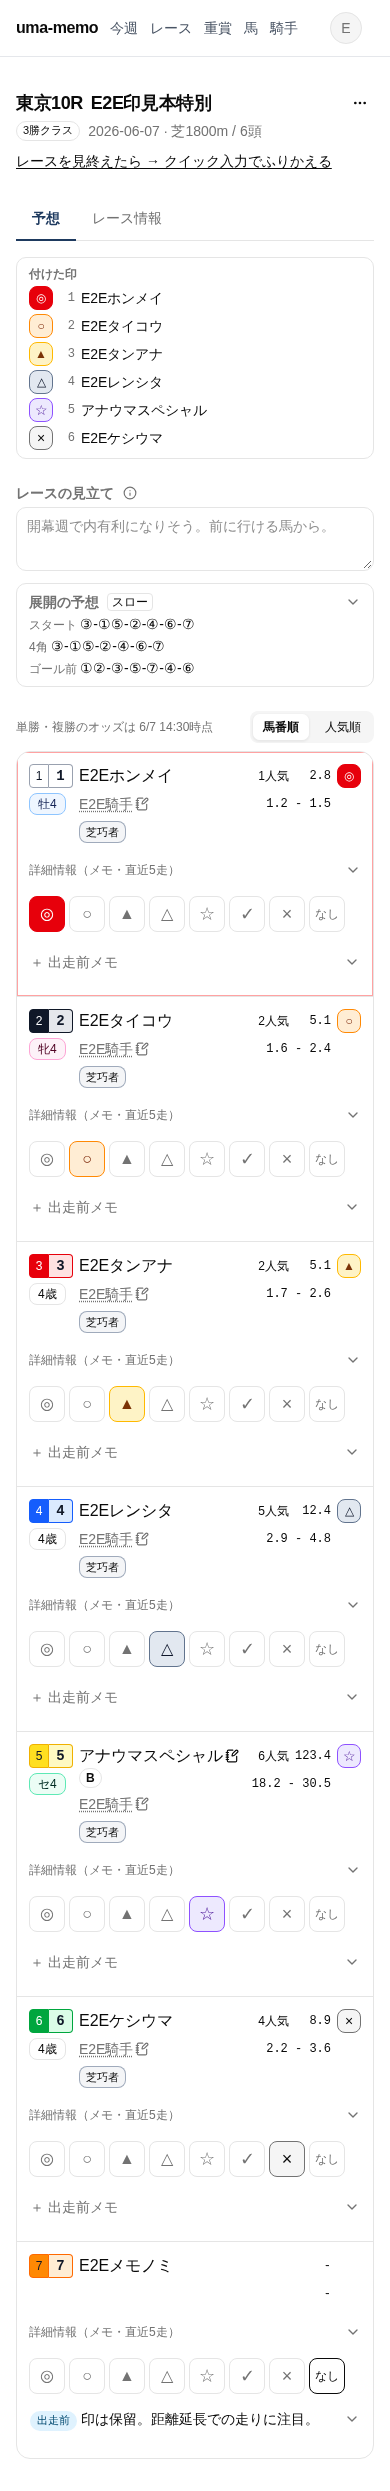 uma-memo 今週 レース 重賞 馬 騎手 E
東京10R E2E印見本特別 …
3勝クラス 2026-06-07 · 芝1800m / 6頭
レースを見終えたら → クイック入力でふりかえる
予想 レース情報
付けた印
◎ 1 E2Eホンメイ
○ 2 E2Eタイコウ
▲ 3 E2Eタンアナ
△ 4 E2Eレンシタ
☆ 5 アナウマスペシャル
× 6 E2Eケシウマ
レースの見立て
開幕週で内有利になりそう。前に行ける馬から。
展開の予想 スロー
スタート ③-①⑤-②-④-⑥-⑦
4角 ③-①⑤-②-④-⑥-⑦
ゴール前 ①②-③-⑤-⑦-④-⑥
単勝・複勝のオッズは 6/7 14:30時点 馬番順 人気順
1 1 E2Eホンメイ 1人気 2.8 ◎
牡4 E2E騎手 1.2 - 1.5
芝巧者
詳細情報（メモ・直近5走）
◎ ○ ▲ △ ☆ ✓ × なし
＋ 出走前メモ
2 2 E2Eタイコウ 2人気 5.1 ○
牝4 E2E騎手 1.6 - 2.4
芝巧者
詳細情報（メモ・直近5走）
◎ ○ ▲ △ ☆ ✓ × なし
＋ 出走前メモ
3 3 E2Eタンアナ 2人気 5.1 ▲
4歳 E2E騎手 1.7 - 2.6
芝巧者
詳細情報（メモ・直近5走）
◎ ○ ▲ △ ☆ ✓ × なし
＋ 出走前メモ
4 4 E2Eレンシタ 5人気 12.4 △
4歳 E2E騎手 2.9 - 4.8
芝巧者
詳細情報（メモ・直近5走）
◎ ○ ▲ △ ☆ ✓ × なし
＋ 出走前メモ
5 5 アナウマスペシャル 6人気 123.4 ☆
セ4 B 18.2 - 30.5
E2E騎手
芝巧者
詳細情報（メモ・直近5走）
◎ ○ ▲ △ ☆ ✓ × なし
＋ 出走前メモ
6 6 E2Eケシウマ 4人気 8.9 ×
4歳 E2E騎手 2.2 - 3.6
芝巧者
詳細情報（メモ・直近5走）
◎ ○ ▲ △ ☆ ✓ × なし
＋ 出走前メモ
7 7 E2Eメモノミ -
-
詳細情報（メモ・直近5走）
◎ ○ ▲ △ ☆ ✓ × なし
出走前 印は保留。距離延長での走りに注目。